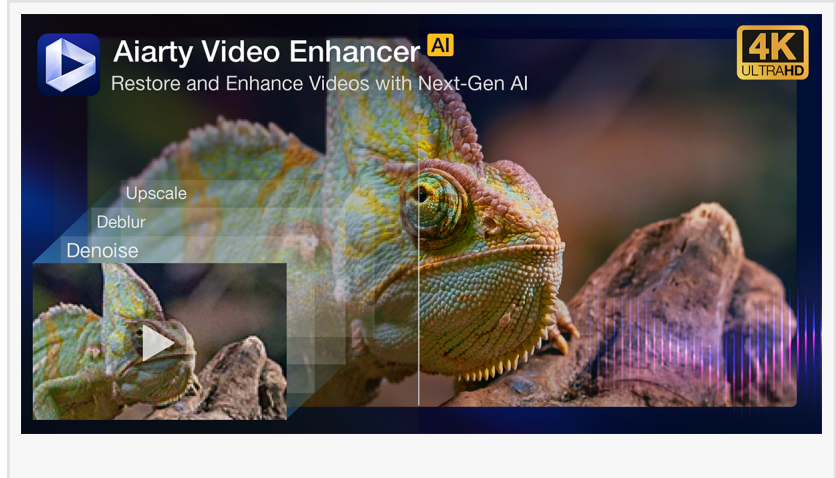 Aiarty Video Enhancer AI
Restore and Enhance Videos with Next-Gen AI
4K
ULTRAHD
Upscale
Deblur
Denoise